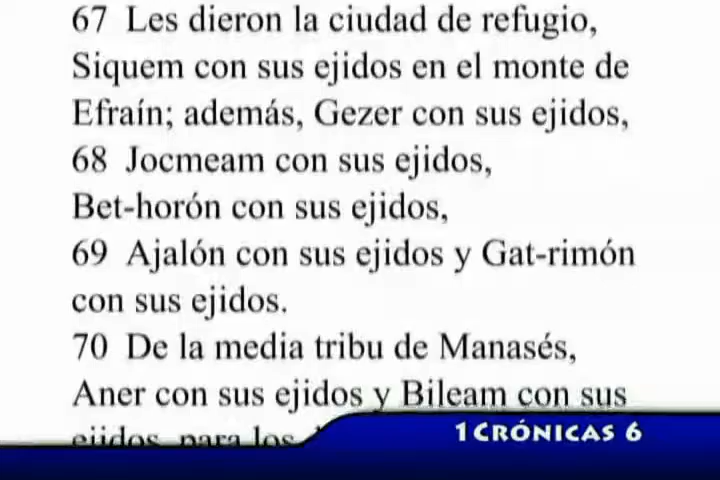 67 Les dieron la ciudad de refugio,
Siquem con sus ejidos en el monte de
Efraín; además, Gezer con sus ejidos,
68 Jocmeam con sus ejidos,
Bet-horón con sus ejidos,
69 Ajalón con sus ejidos y Gat-rimón
con sus ejidos.
70 De la media tribu de Manasés,
Aner con sus ejidos y Bileam con sus
ejidos, para los
1 CRÓNICAS 6